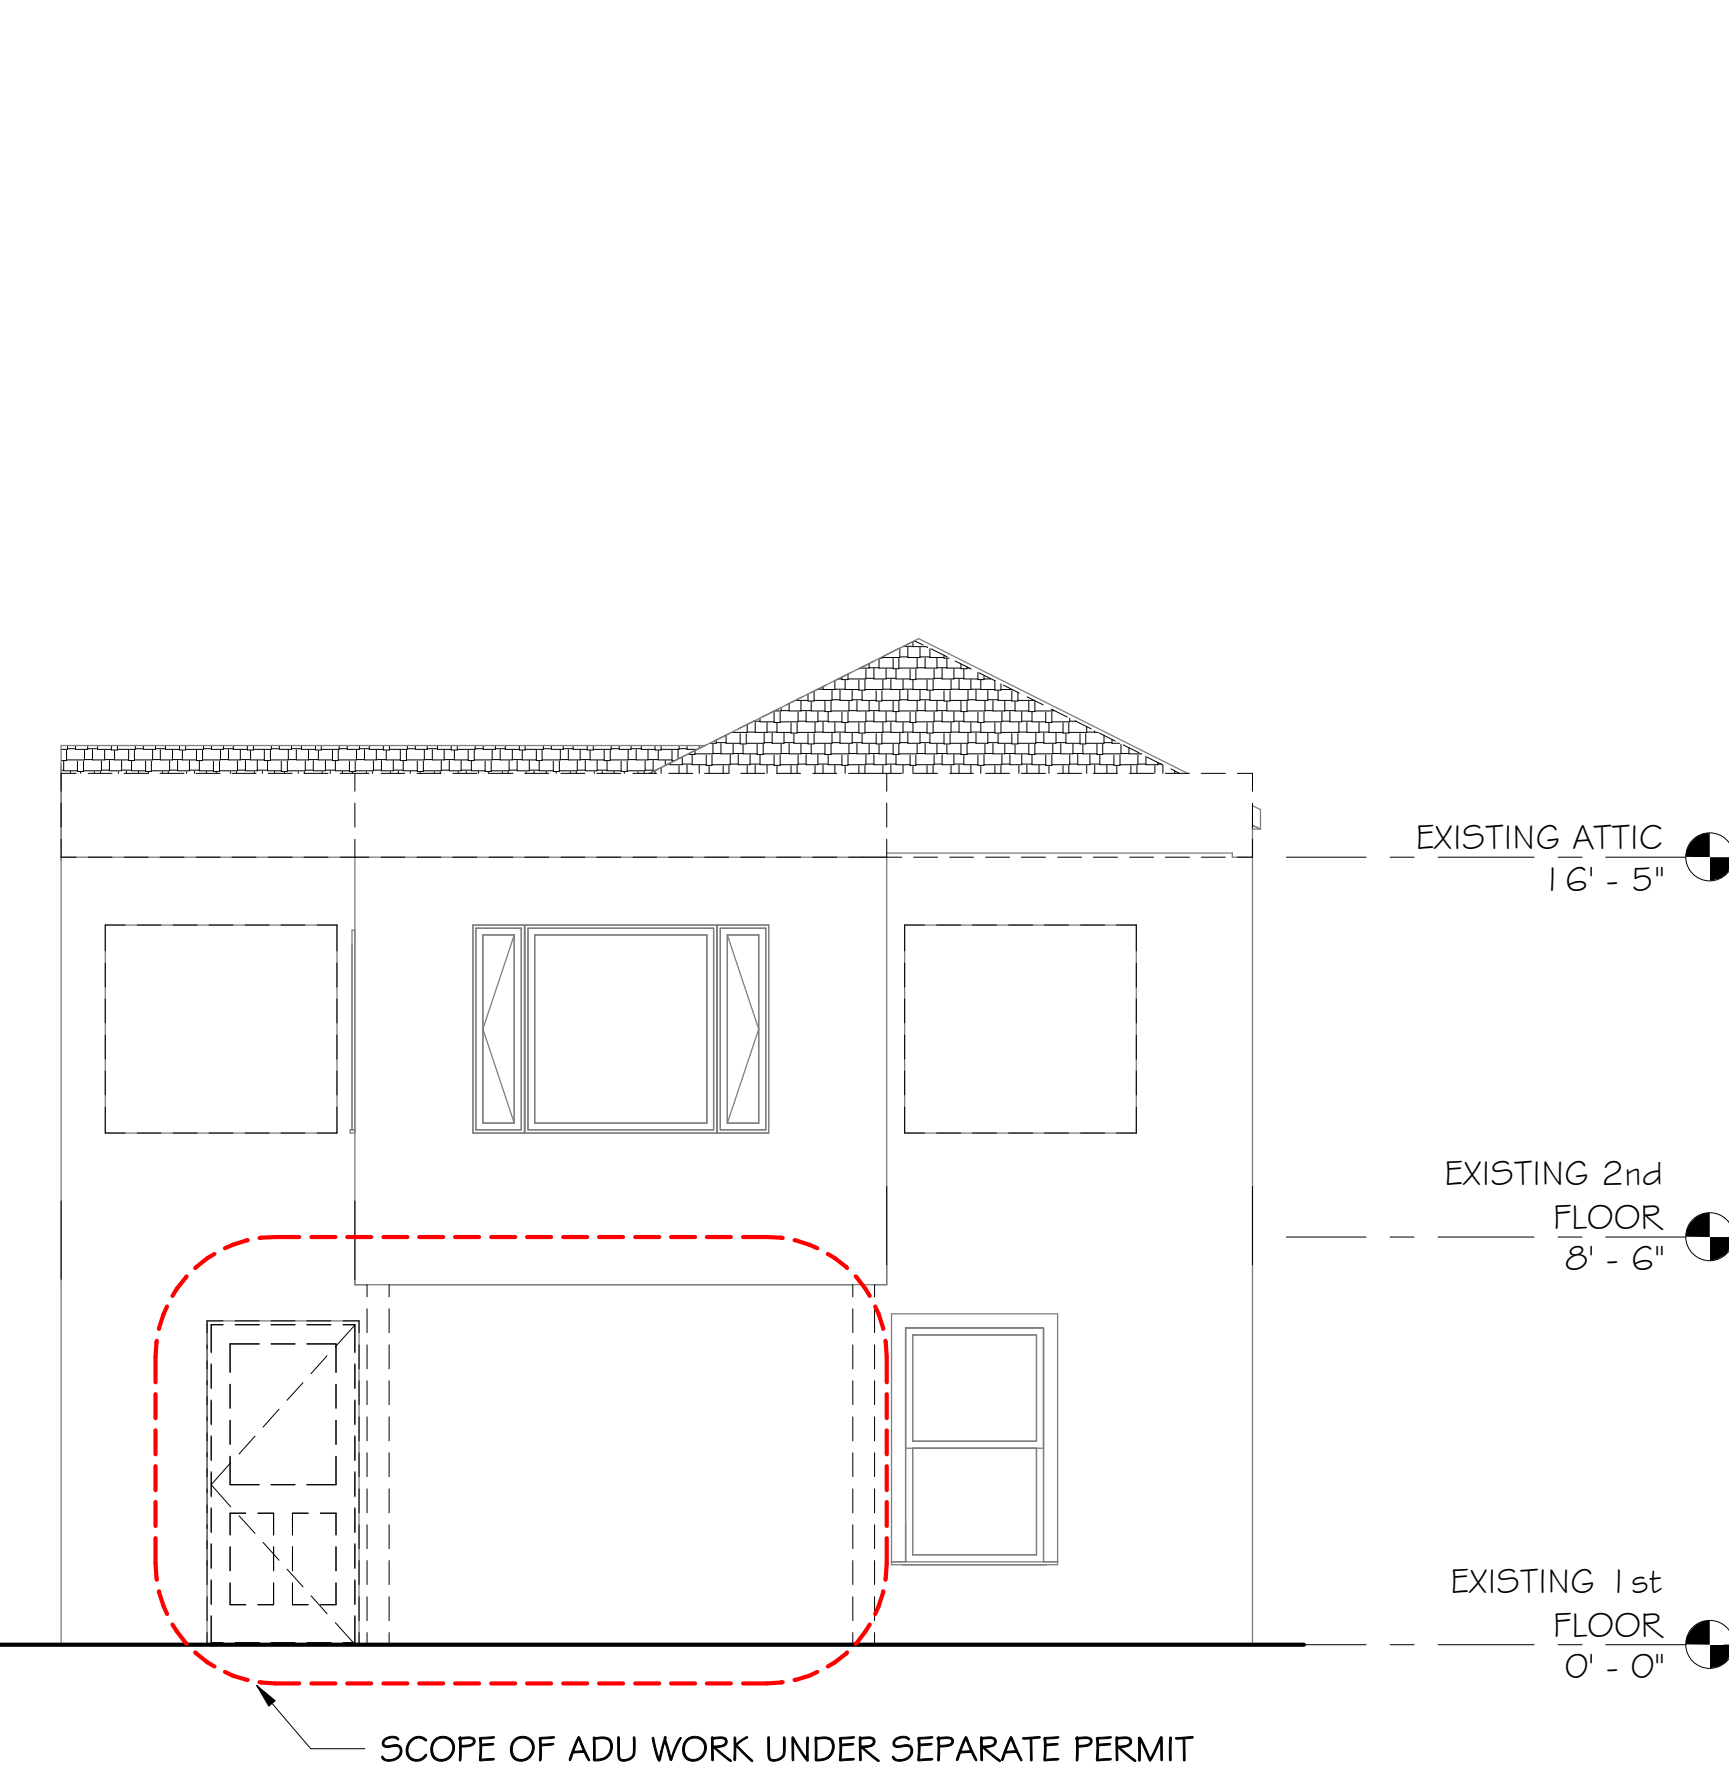 EXISTING ATTIC
16' - 5"
EXISTING 2nd
FLOOR
8' - 6"
EXISTING 1st
FLOOR
0' - 0"
SCOPE OF ADU WORK UNDER SEPARATE PERMIT